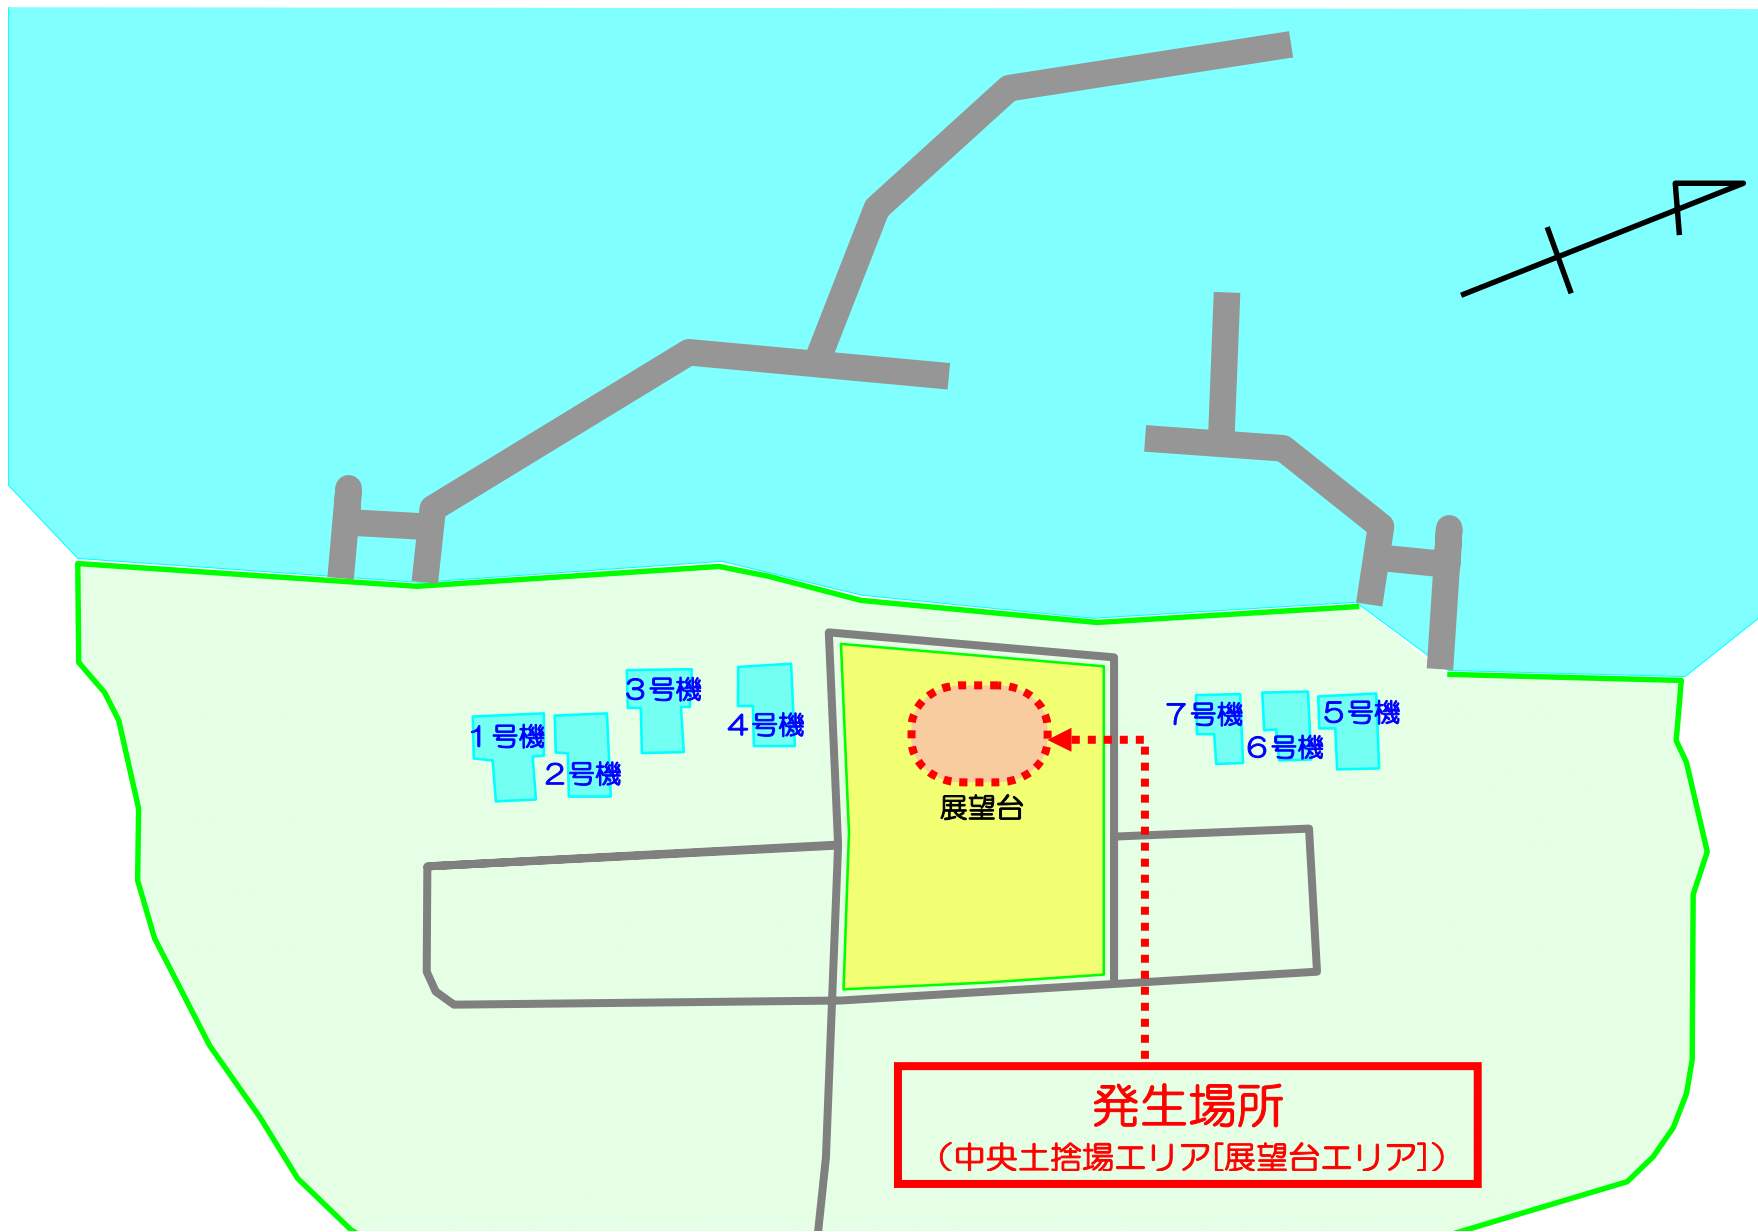 １号機
２号機
３号機
４号機
７号機
６号機
５号機
展望台
発生場所
（中央土捨場エリア[展望台エリア]）